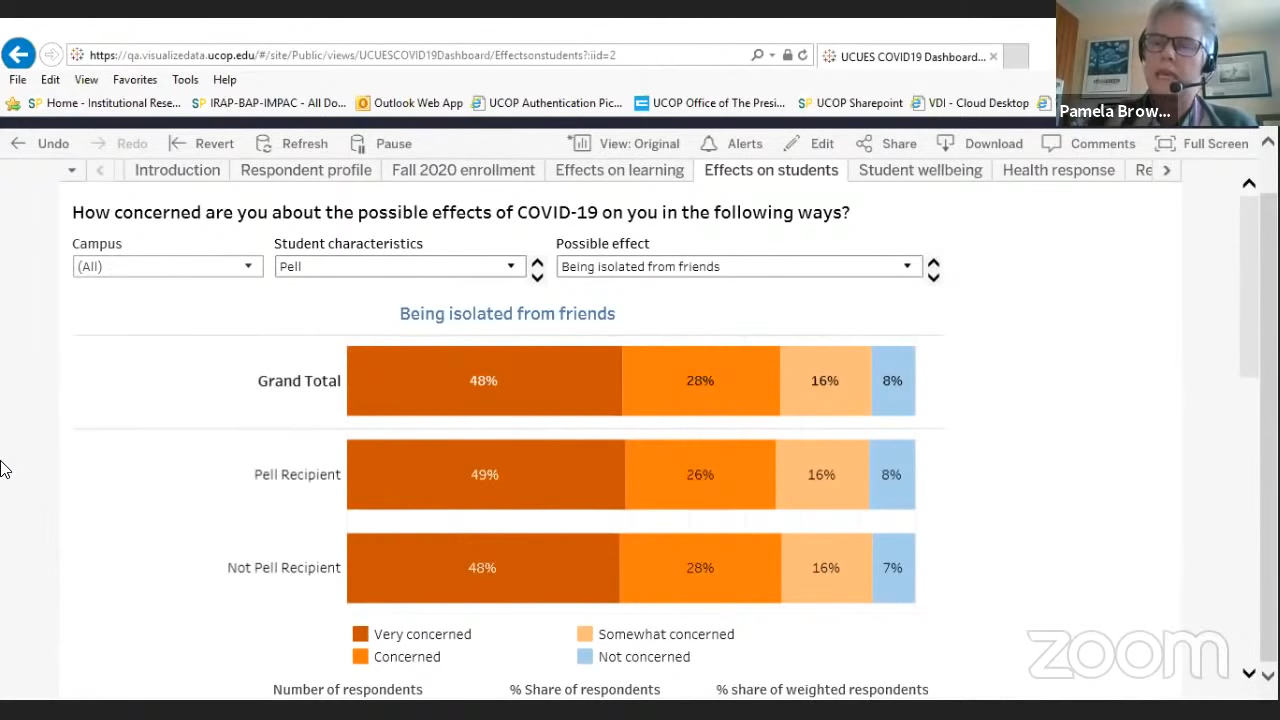 https://qa.visualizedata.ucop.edu/#/site/Public/views/UCUESCOVID19Dashboard/Effectsonstudents?:iid=2
UCUES COVID19 Dashboard...
File Edit View Favorites Tools Help
Home - Institutional Rese... IRAP-BAP-IMPAC - All Do... Outlook Web App UCOP Authentication Pic... UCOP Office of The Presi... UCOP Sharepoint VDI - Cloud Desktop
Pamela Brow...
Undo Redo Revert Refresh Pause View: Original Alerts Edit Share Download Comments Full Screen
Introduction Respondent profile Fall 2020 enrollment Effects on learning Effects on students Student wellbeing Health response Re
How concerned are you about the possible effects of COVID-19 on you in the following ways?
Campus Student characteristics Possible effect
(All) Pell Being isolated from friends
Being isolated from friends
Grand Total 48% 28% 16% 8%
Pell Recipient 49% 26% 16% 8%
Not Pell Recipient 48% 28% 16% 7%
Very concerned Somewhat concerned
Concerned Not concerned
zoom
Number of respondents % Share of respondents % share of weighted respondents